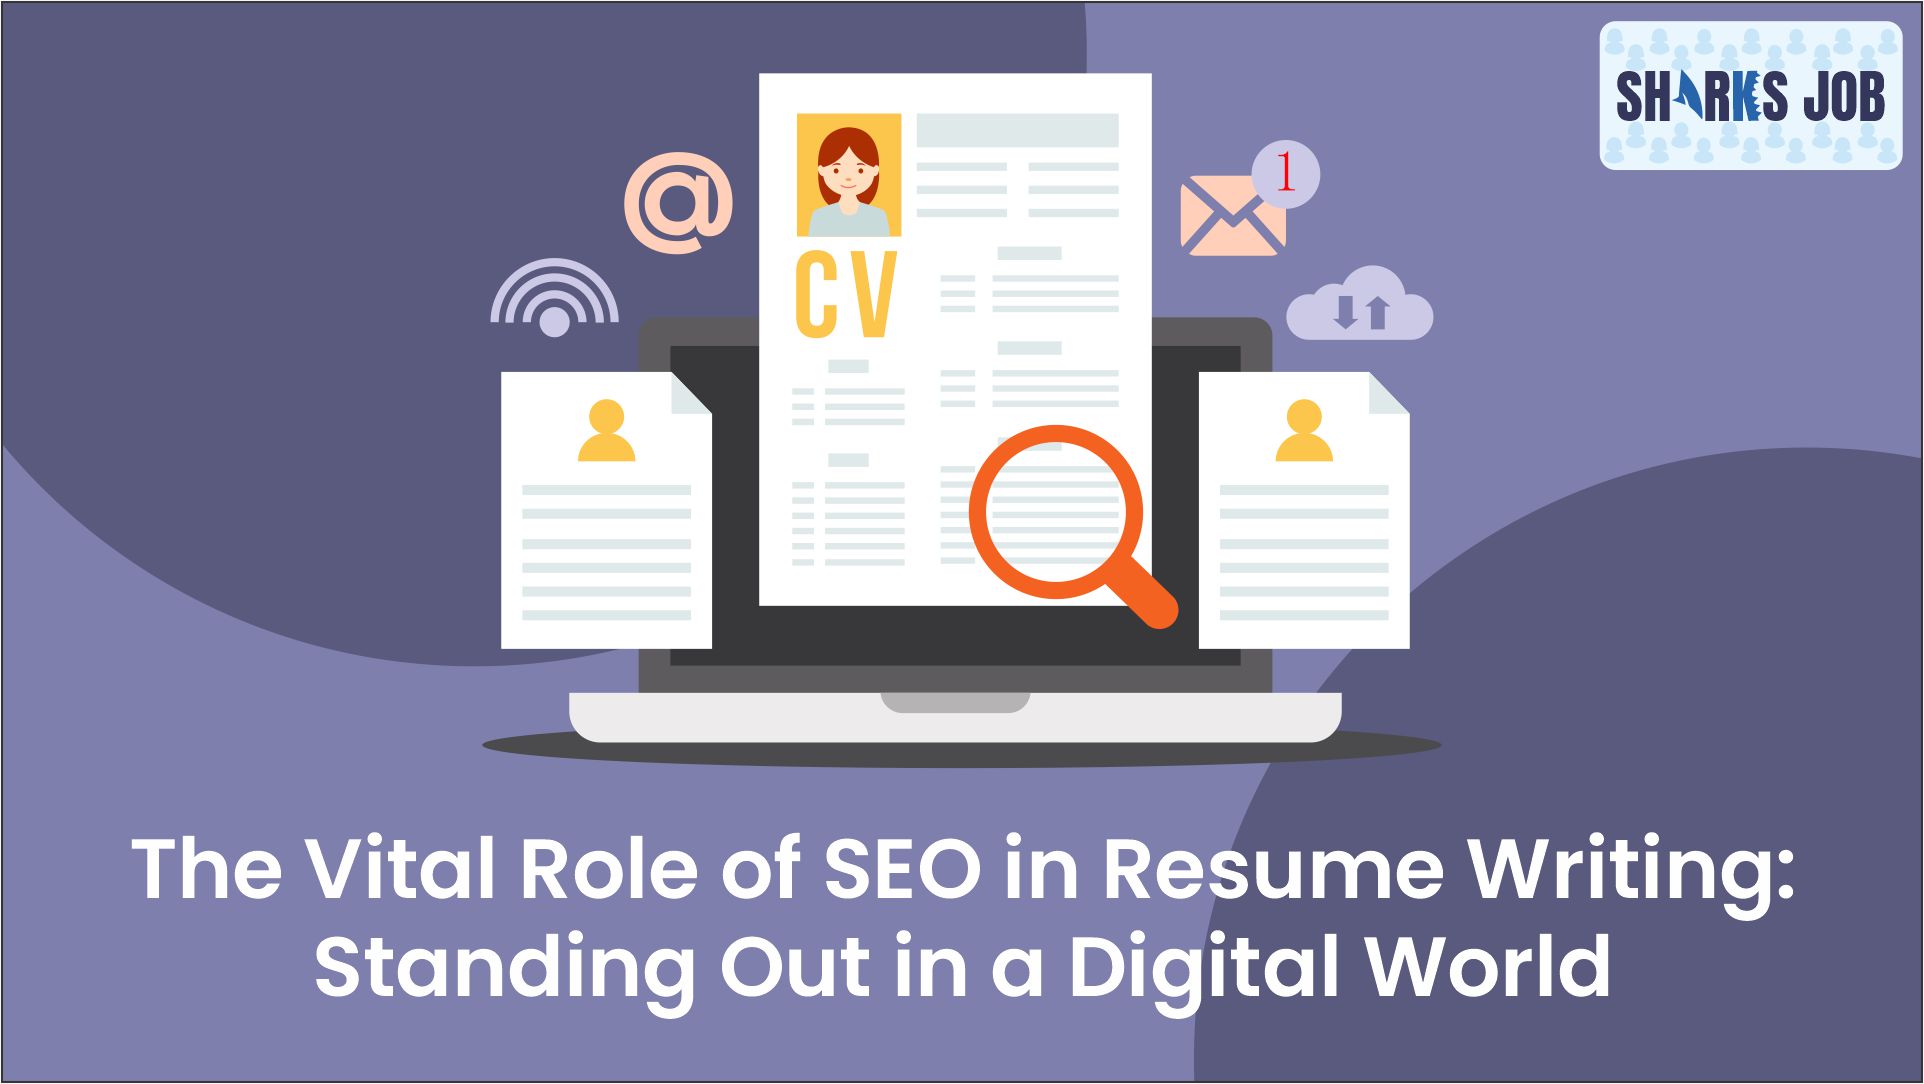 SHARKS JOB
@
1
CV
The Vital Role of SEO in Resume Writing:
Standing Out in a Digital World